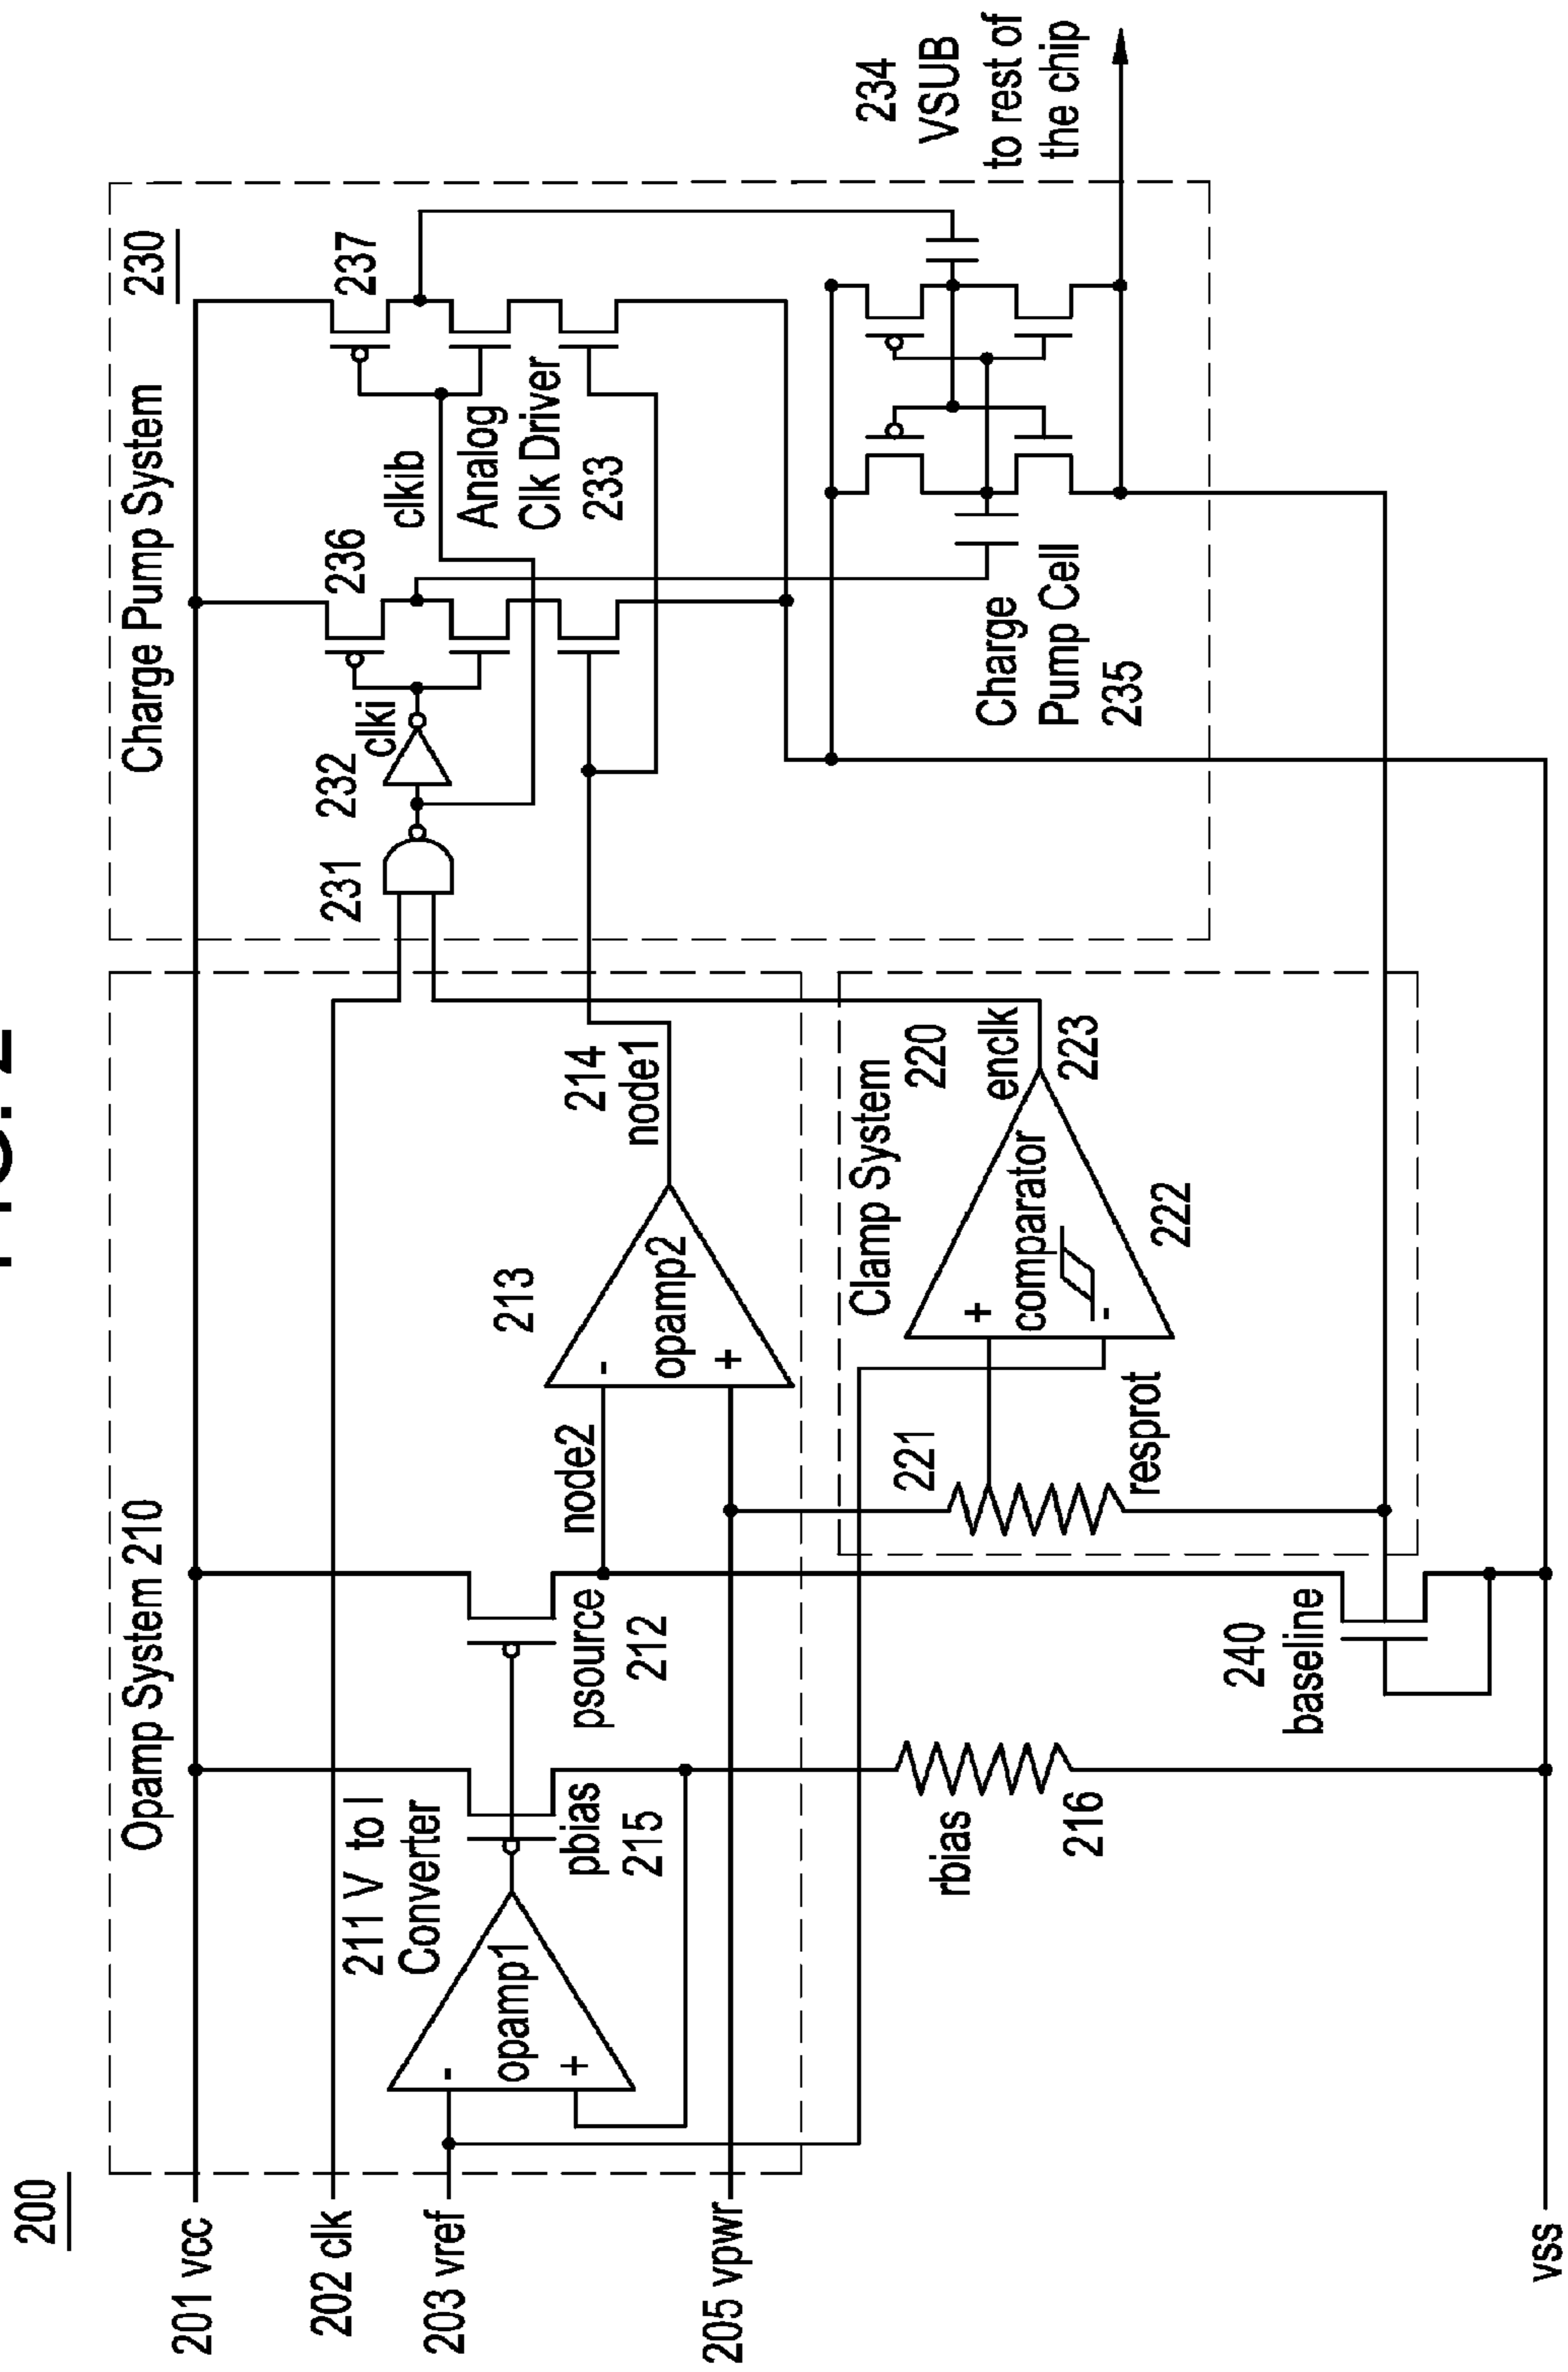 200
201 vcc
202 clk
203 vref
205 vpwr
vss
Opamp System 210
211 V to I
Converter
opamp1
-
+
pbias
215
psource
212
rbias
216
node2
213
opamp2
-
+
214
node1
240
baseline
Clamp System
220
221
resprot
comparator
+
-
222
enclk
223
Charge Pump System
230
231
232
clki
236
clkib
Analog
Clk Driver
233
237
Charge
Pump Cell
235
234
VSUB
to rest of
the chip